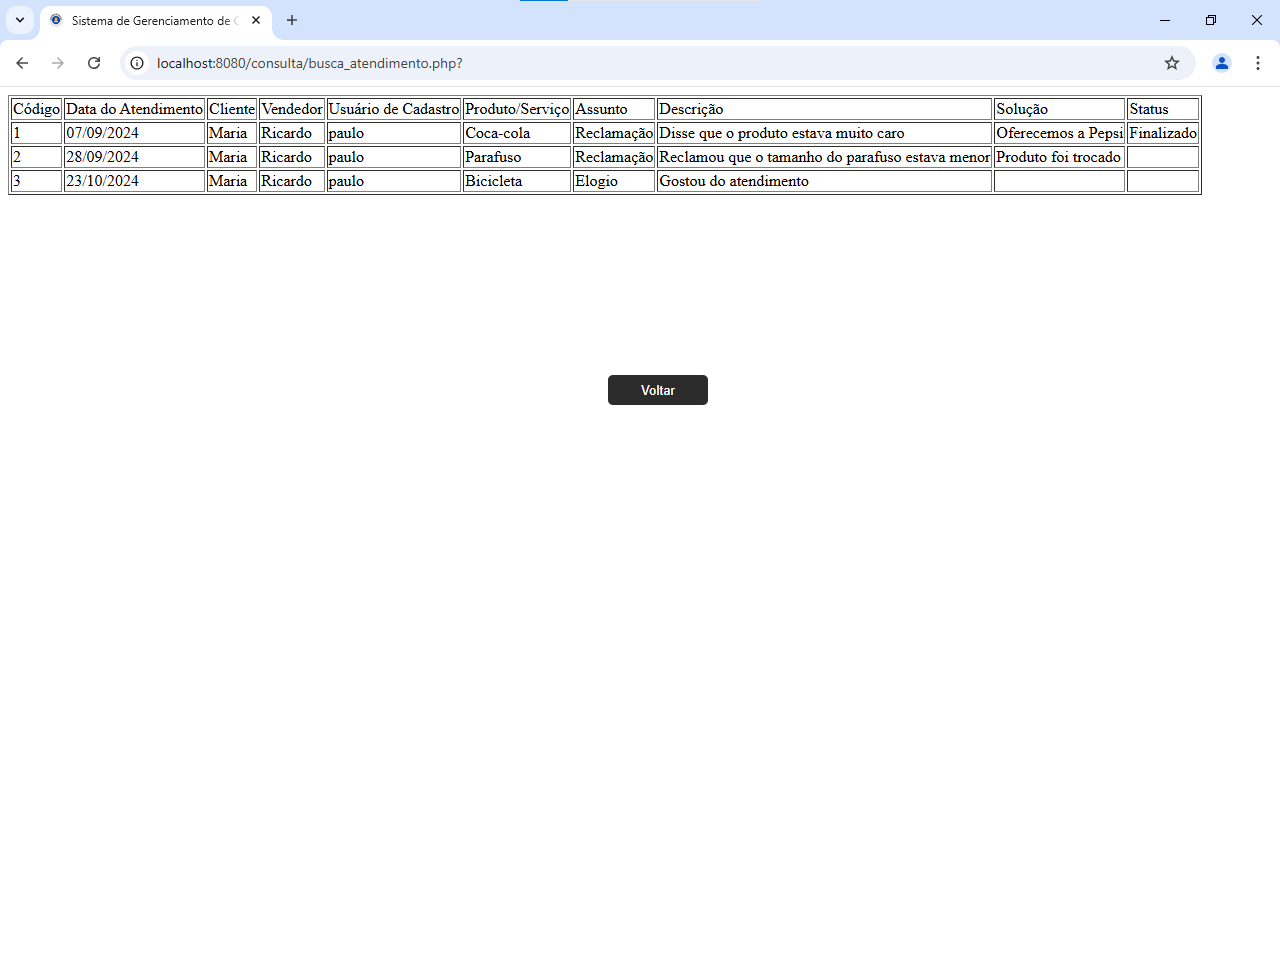 Sistema de Gerenciamento de
localhost:8080/consulta/busca_atendimento.php?
Código Data do Atendimento Cliente Vendedor Usuário de Cadastro Produto/Serviço Assunto Descrição Solução Status
1 07/09/2024 Maria Ricardo paulo Coca-cola Reclamação Disse que o produto estava muito caro Oferecemos a Pepsi Finalizado
2 28/09/2024 Maria Ricardo paulo Parafuso Reclamação Reclamou que o tamanho do parafuso estava menor Produto foi trocado
3 23/10/2024 Maria Ricardo paulo Bicicleta Elogio Gostou do atendimento
Voltar